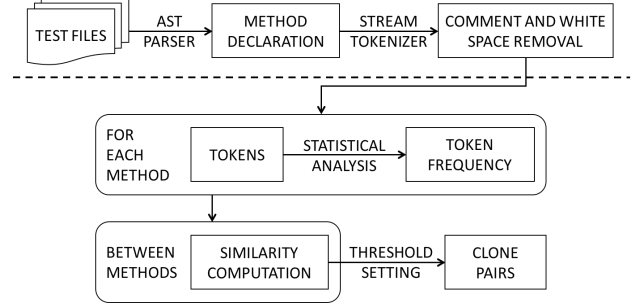 TEST FILES
AST
PARSER
METHOD
DECLARATION
STREAM
TOKENIZER
COMMENT AND WHITE
SPACE REMOVAL
FOR
EACH
METHOD
TOKENS
STATISTICAL
ANALYSIS
TOKEN
FREQUENCY
BETWEEN
METHODS
SIMILARITY
COMPUTATION
THRESHOLD
SETTING
CLONE
PAIRS